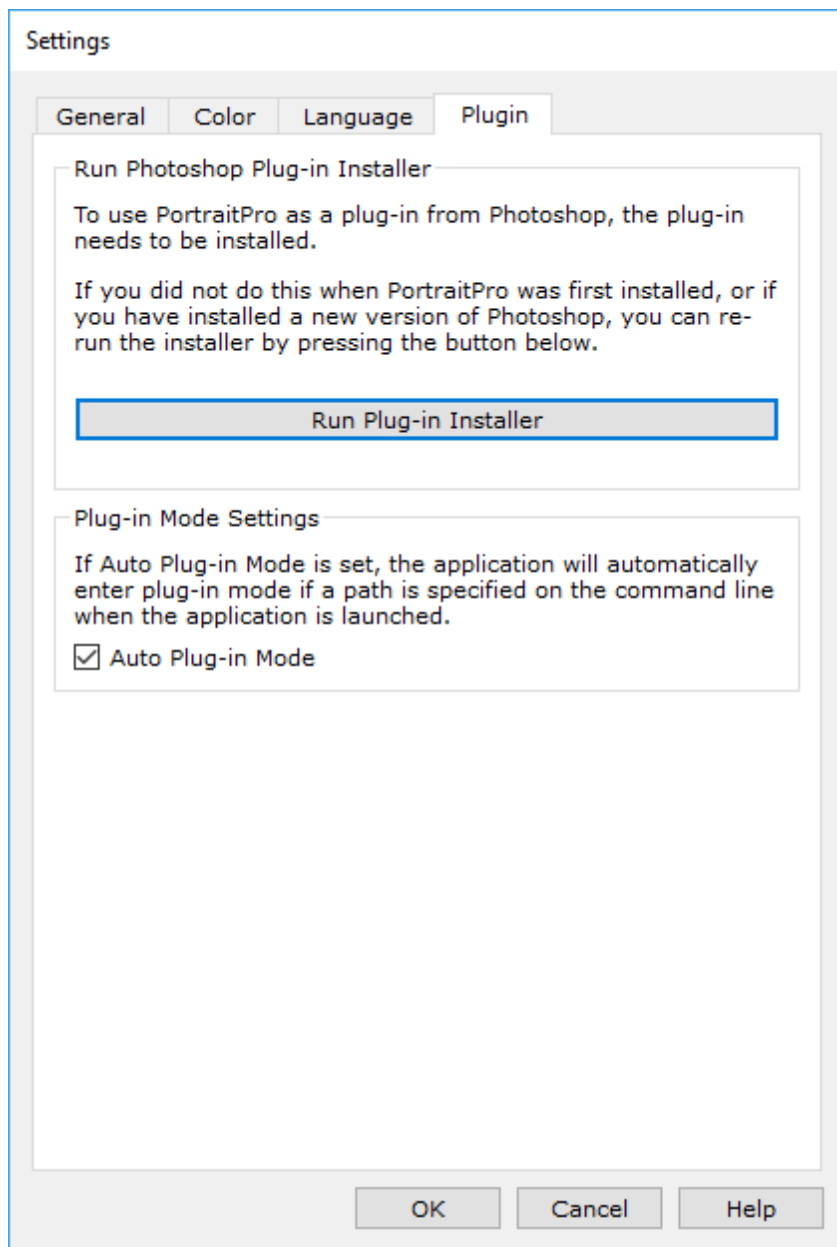 Settings
General
Color
Language
Plugin
Run Photoshop Plug-in Installer
To use PortraitPro as a plug-in from Photoshop, the plug-in
needs to be installed.
If you did not do this when PortraitPro was first installed, or if
you have installed a new version of Photoshop, you can re-
run the installer by pressing the button below.
Run Plug-in Installer
Plug-in Mode Settings
If Auto Plug-in Mode is set, the application will automatically
enter plug-in mode if a path is specified on the command line
when the application is launched.
Auto Plug-in Mode
OK
Cancel
Help